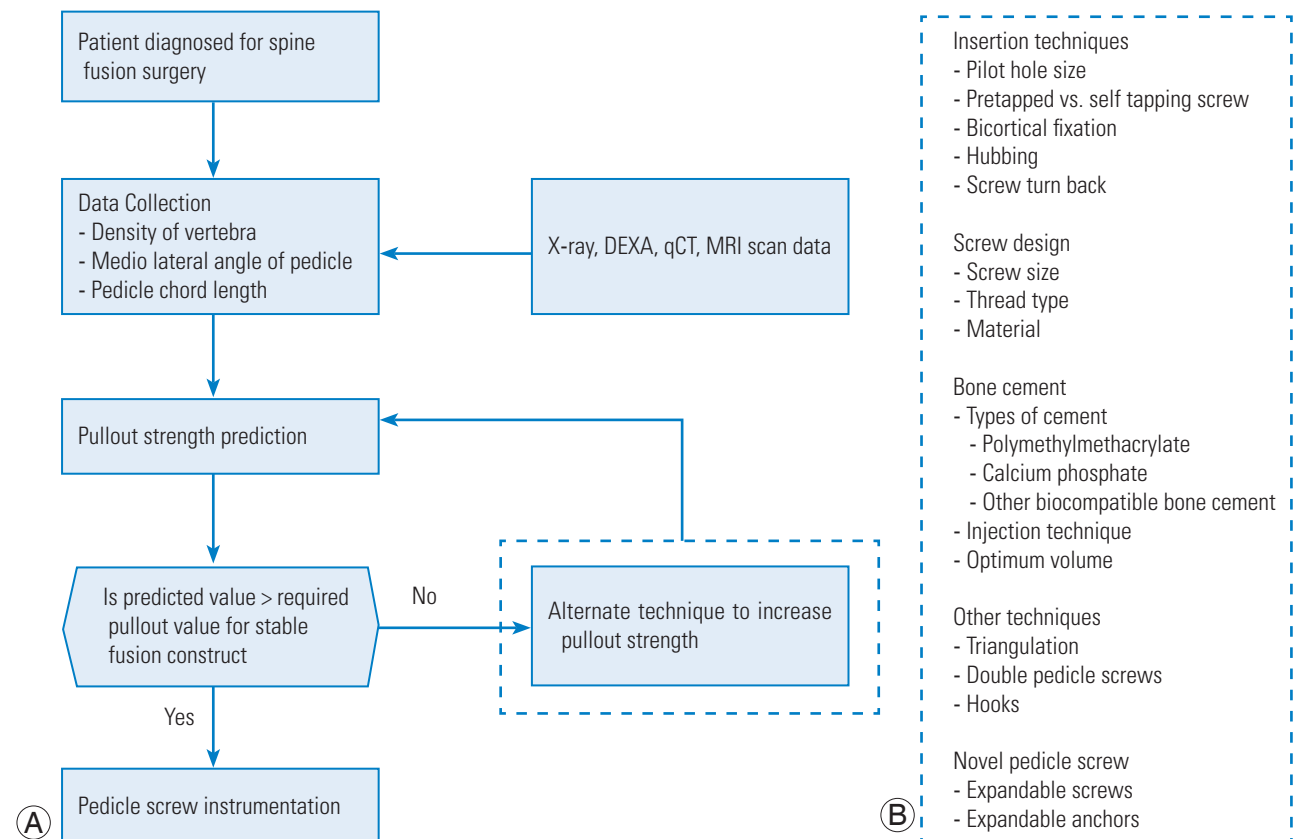 Patient diagnosed for spine
fusion surgery
Data Collection
- Density of vertebra
- Medio lateral angle of pedicle
- Pedicle chord length
X-ray, DEXA, qCT, MRI scan data
Pullout strength prediction
Is predicted value > required
pullout value for stable
fusion construct
No
Alternate technique to increase
pullout strength
Yes
Pedicle screw instrumentation
A
Insertion techniques
- Pilot hole size
- Pretapped vs. self tapping screw
- Bicortical fixation
- Hubbing
- Screw turn back
Screw design
- Screw size
- Thread type
- Material
Bone cement
- Types of cement
- Polymethylmethacrylate
- Calcium phosphate
- Other biocompatible bone cement
- Injection technique
- Optimum volume
Other techniques
- Triangulation
- Double pedicle screws
- Hooks
Novel pedicle screw
- Expandable screws
- Expandable anchors
B